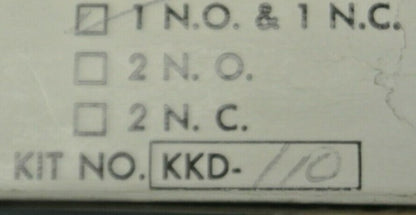 1 N.O. & 1 N.C.
2 N.O.
2 N.C.
KIT NO. KKD-110